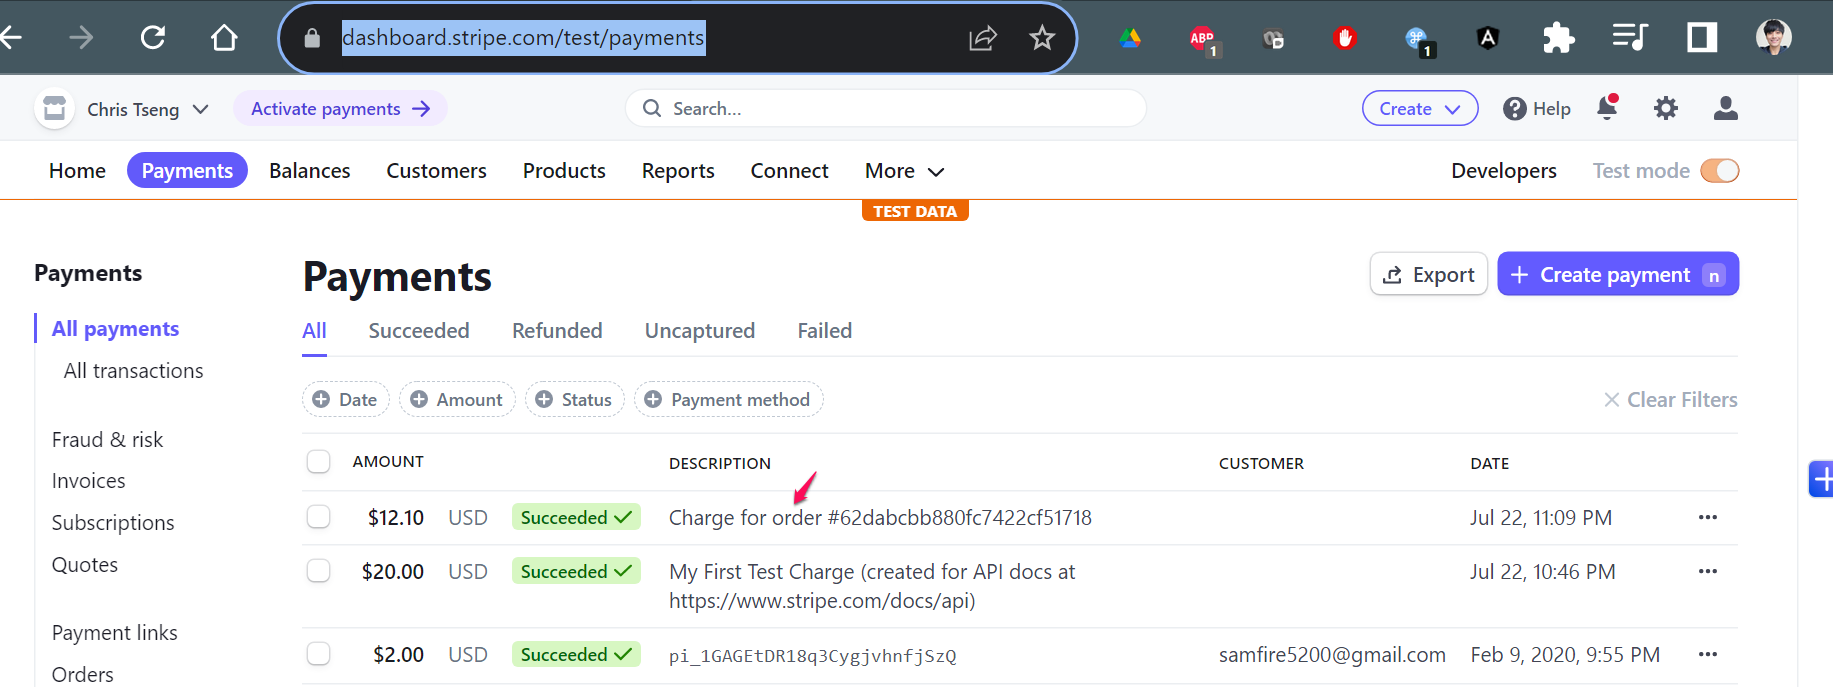 dashboard.stripe.com/test/payments
ABP
1
1
A
Chris Tseng
Activate payments →
Search...
Create
Help
Home Payments Balances Customers Products Reports Connect More
Developers
Test mode
TEST DATA
Payments
All payments
All transactions
Fraud & risk
Invoices
Subscriptions
Quotes
Payment links
Orders
Payments
Export
+ Create payment n
All Succeeded Refunded Uncaptured Failed
Date Amount Status Payment method
Clear Filters
AMOUNT DESCRIPTION CUSTOMER DATE
$12.10 USD Succeeded ✓ Charge for order #62dabcbb880fc7422cf51718 Jul 22, 11:09 PM
$20.00 USD Succeeded ✓ My First Test Charge (created for API docs at Jul 22, 10:46 PM
https://www.stripe.com/docs/api)
$2.00 USD Succeeded ✓ pi_1GAGEtDR18q3CygjvhnfjSzQ samfire5200@gmail.com Feb 9, 2020, 9:55 PM